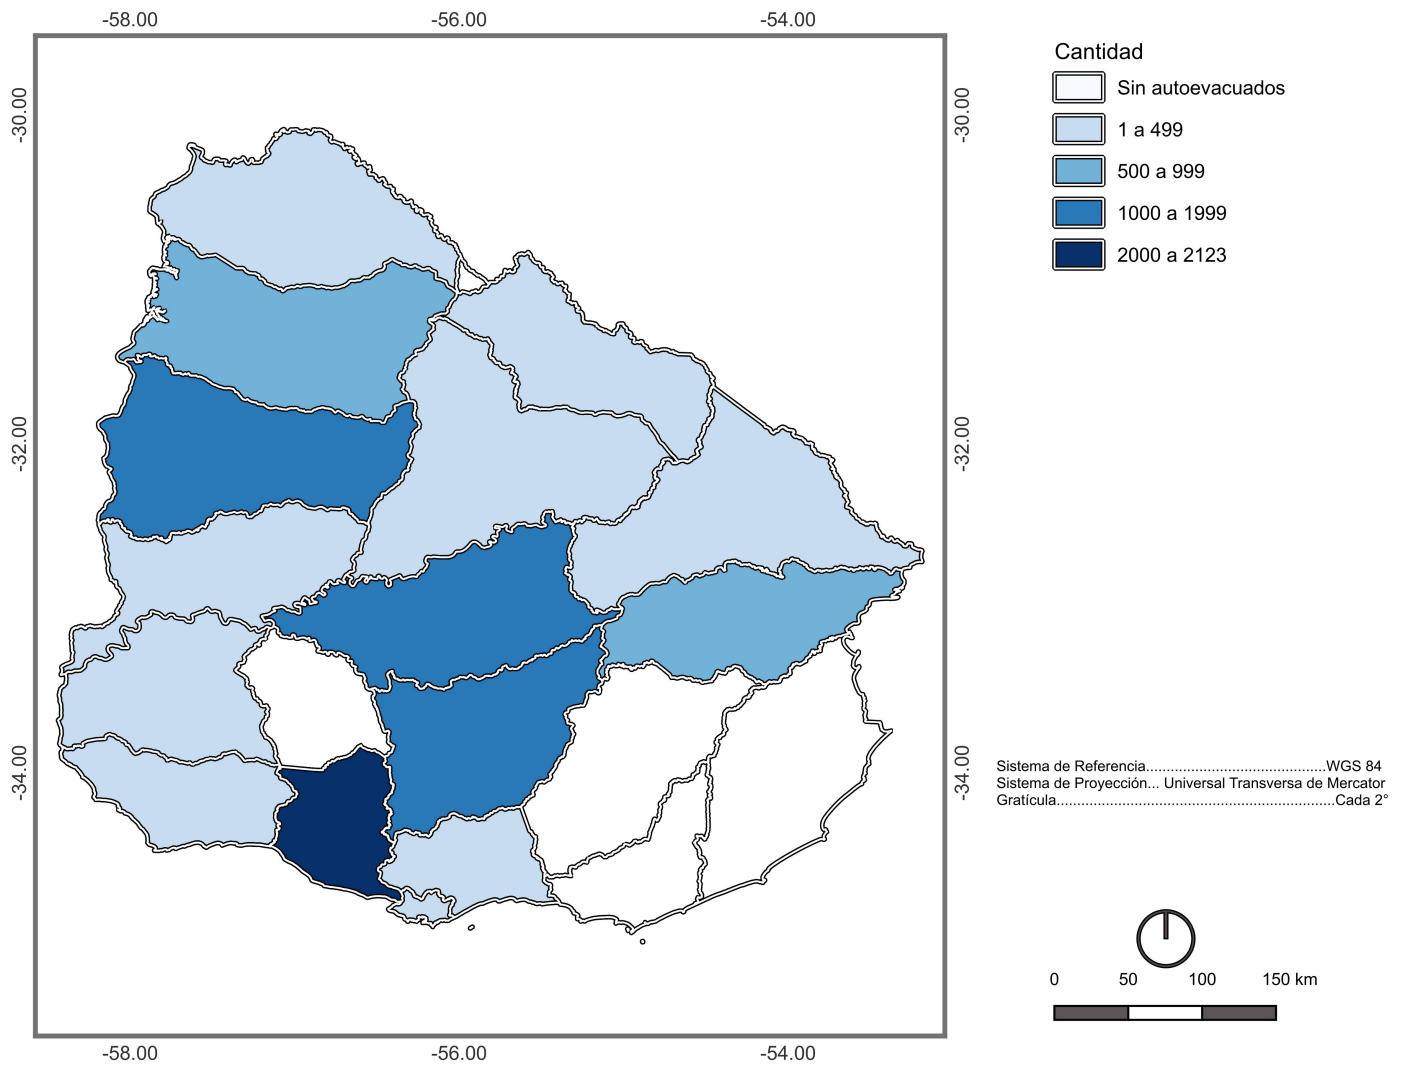 -58.00
-56.00
-54.00
-30.00
-32.00
-34.00
-30.00
-32.00
-34.00
-58.00
-56.00
-54.00
Cantidad
Sin autoevacuados
1 a 499
500 a 999
1000 a 1999
2000 a 2123
Sistema de Referencia............................................WGS 84
Sistema de Proyección... Universal Transversa de Mercator
Gratícula....................................................................Cada 2°
0 50 100 150 km